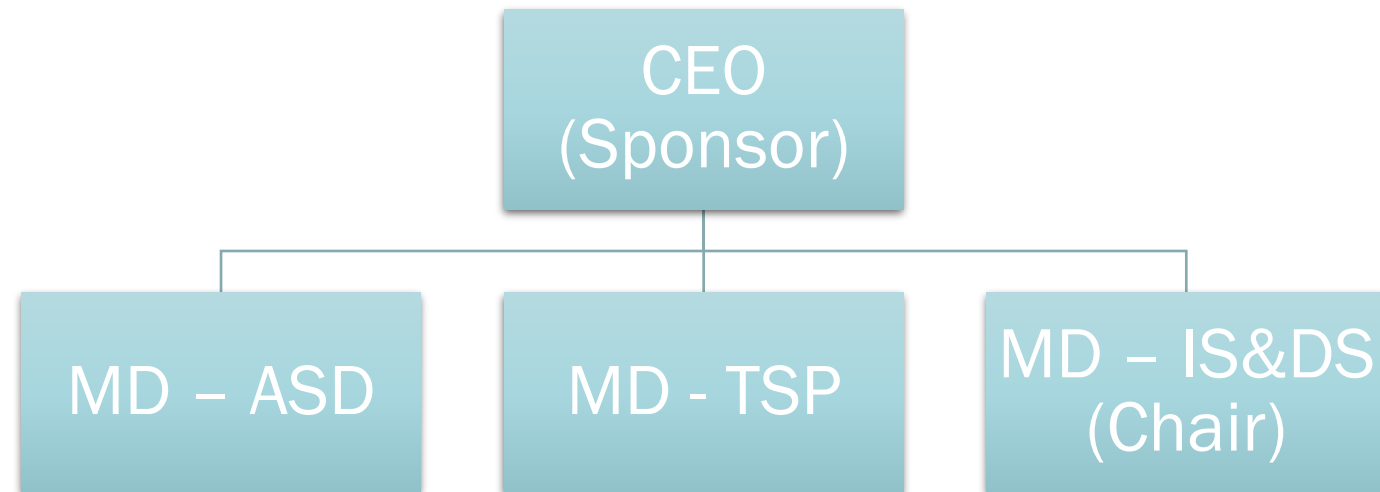 CEO
(Sponsor)
MD – ASD
MD - TSP
MD – IS&DS
(Chair)